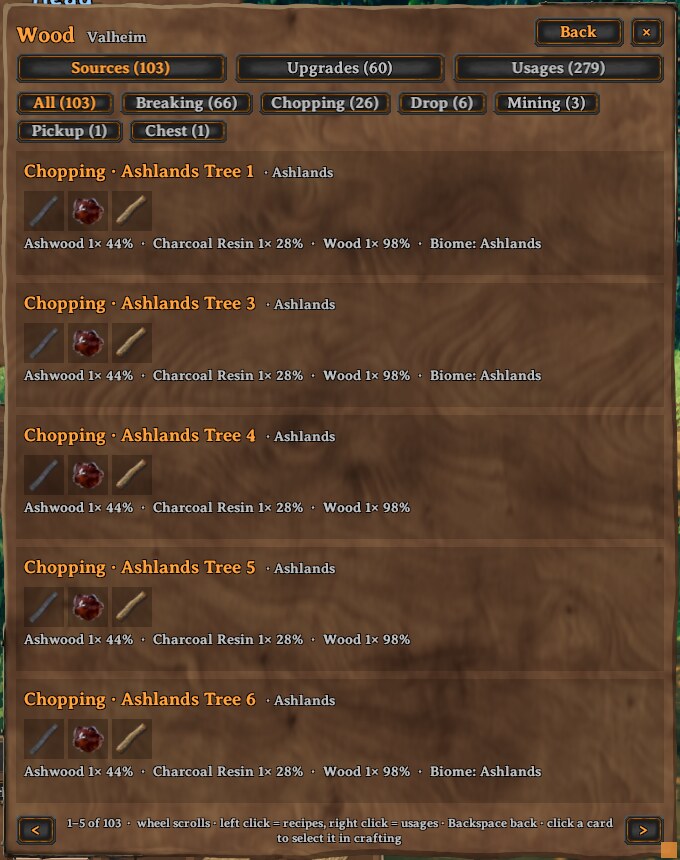 Head
Wood Valheim Back ×
Sources (103) Upgrades (60) Usages (279)
All (103) Breaking (66) Chopping (26) Drop (6) Mining (3)
Pickup (1) Chest (1)
Chopping · Ashlands Tree 1 · Ashlands
Ashwood 1× 44% · Charcoal Resin 1× 28% · Wood 1× 98% · Biome: Ashlands
Chopping · Ashlands Tree 3 · Ashlands
Ashwood 1× 44% · Charcoal Resin 1× 28% · Wood 1× 98% · Biome: Ashlands
Chopping · Ashlands Tree 4 · Ashlands
Ashwood 1× 44% · Charcoal Resin 1× 28% · Wood 1× 98%
Chopping · Ashlands Tree 5 · Ashlands
Ashwood 1× 44% · Charcoal Resin 1× 28% · Wood 1× 98%
Chopping · Ashlands Tree 6 · Ashlands
Ashwood 1× 44% · Charcoal Resin 1× 28% · Wood 1× 98% · Biome: Ashlands
< 1–5 of 103 · wheel scrolls · left click = recipes, right click = usages · Backspace back · click a card >
to select it in crafting